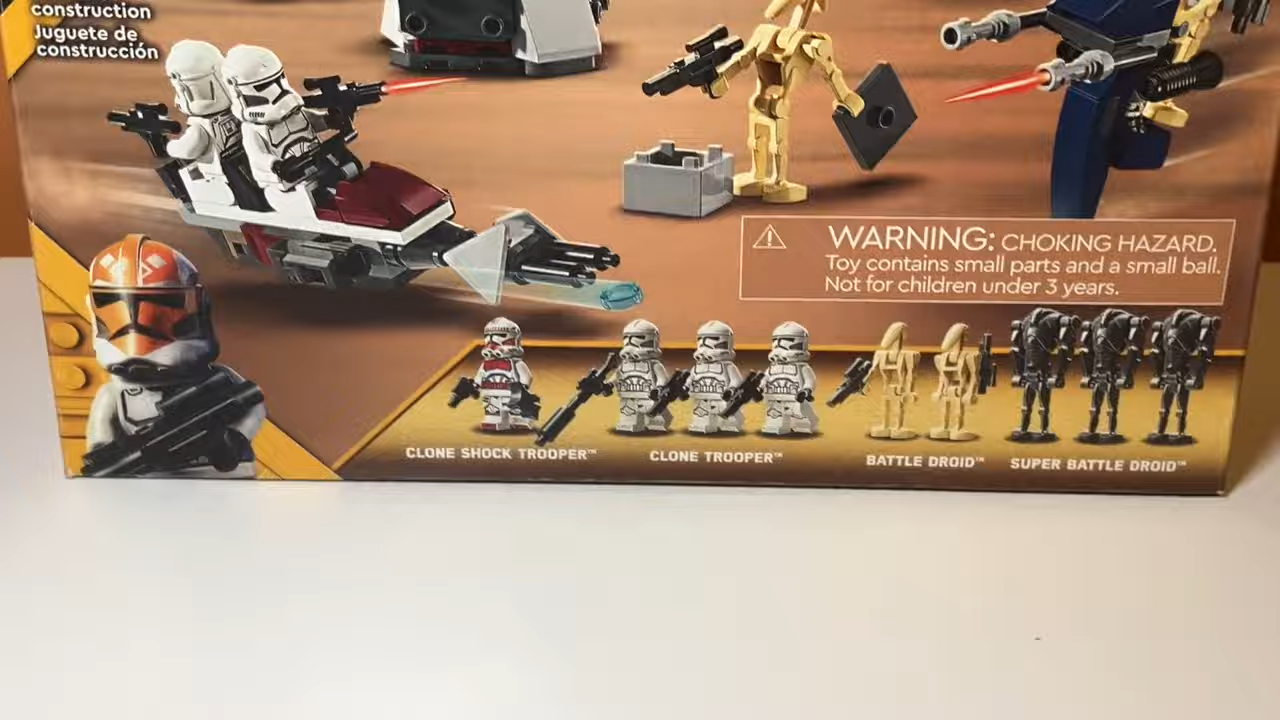 construction
Juguete de
construcción
WARNING: CHOKING HAZARD.
Toy contains small parts and a small ball.
Not for children under 3 years.
CLONE SHOCK TROOPER™
CLONE TROOPER™
BATTLE DROID™
SUPER BATTLE DROID™